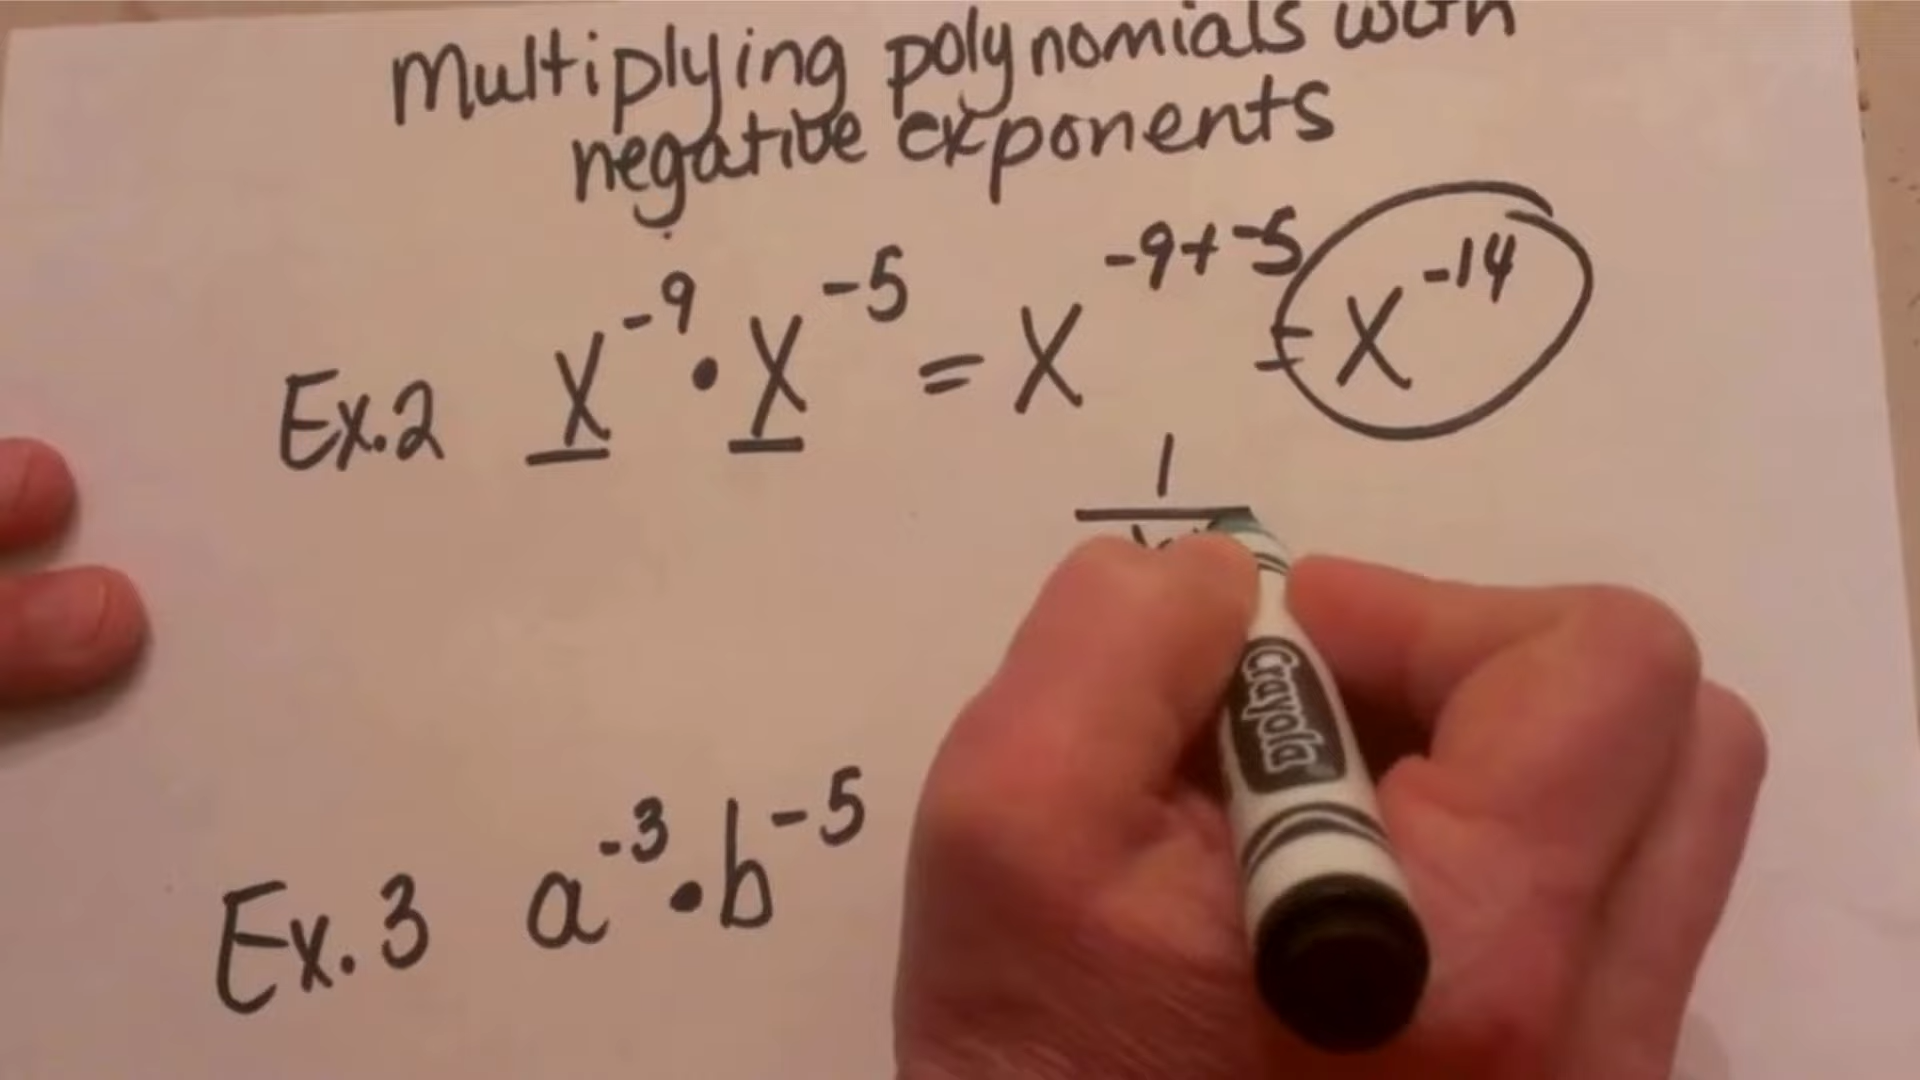 Multiplying polynomials with
negative exponents
Ex.2 x⁻⁹ • x⁻⁵ = x⁻⁹⁺⁻⁵ = x⁻¹⁴
1
Crayola
Ex.3 a⁻³ • b⁻⁵